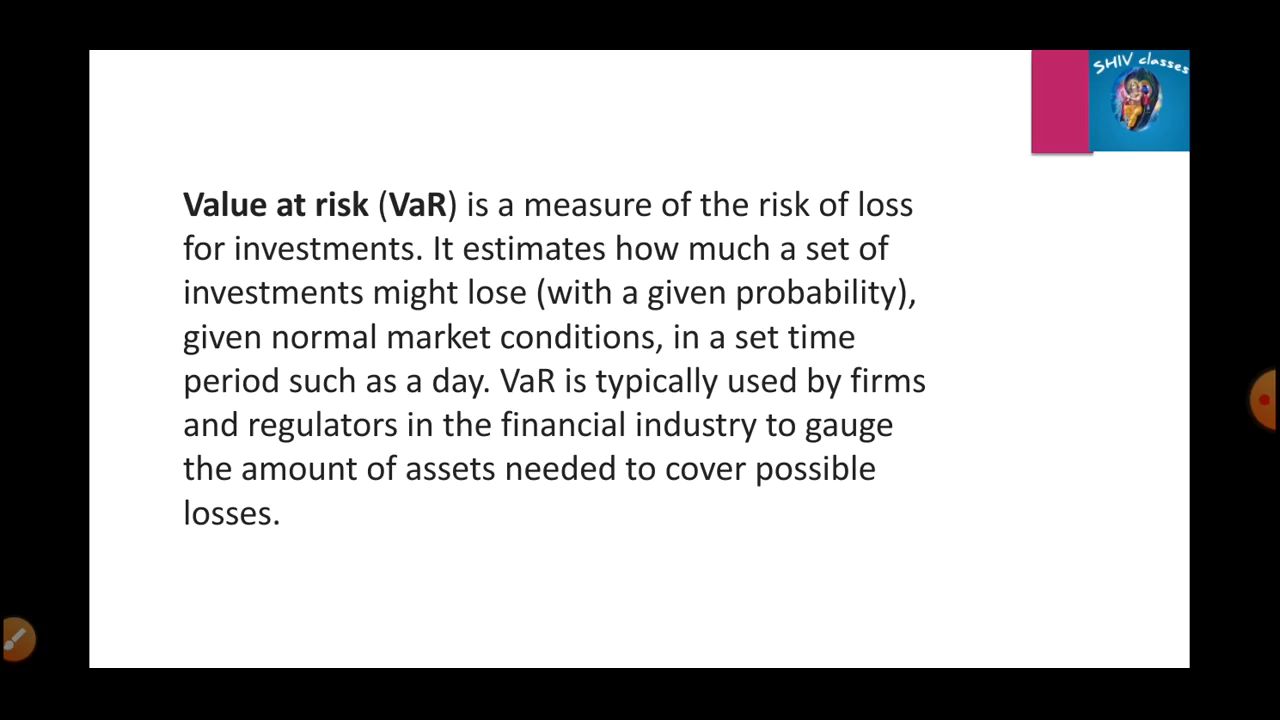 SHIV classes
Value at risk (VaR) is a measure of the risk of loss
for investments. It estimates how much a set of
investments might lose (with a given probability),
given normal market conditions, in a set time
period such as a day. VaR is typically used by firms
and regulators in the financial industry to gauge
the amount of assets needed to cover possible
losses.